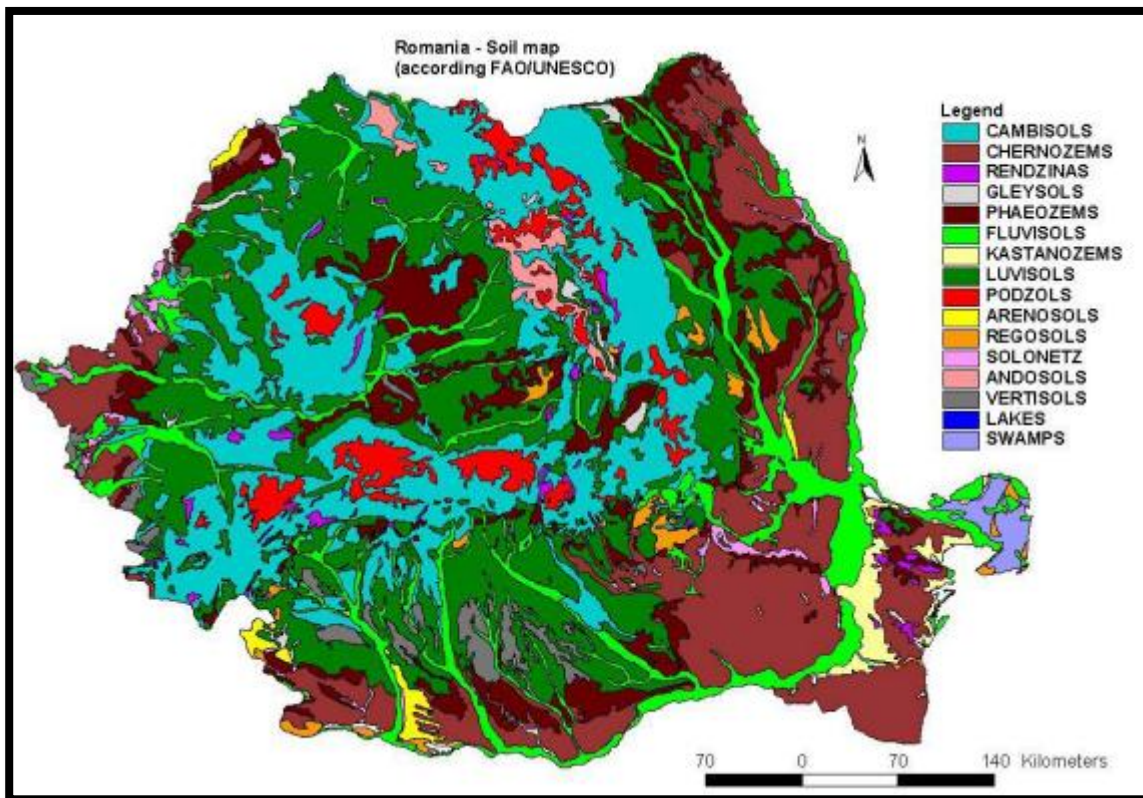 Romania - Soil map
(according FAO/UNESCO)
Legend
CAMBISOLS
CHERNOZEMS
RENDZINAS
GLEYSOLS
PHAEOZEMS
FLUVISOLS
KASTANOZEMS
LUVISOLS
PODZOLS
ARENOSOLS
REGOSOLS
SOLONETZ
ANDOSOLS
VERTISOLS
LAKES
SWAMPS
N
70 0 70 140 Kilometers